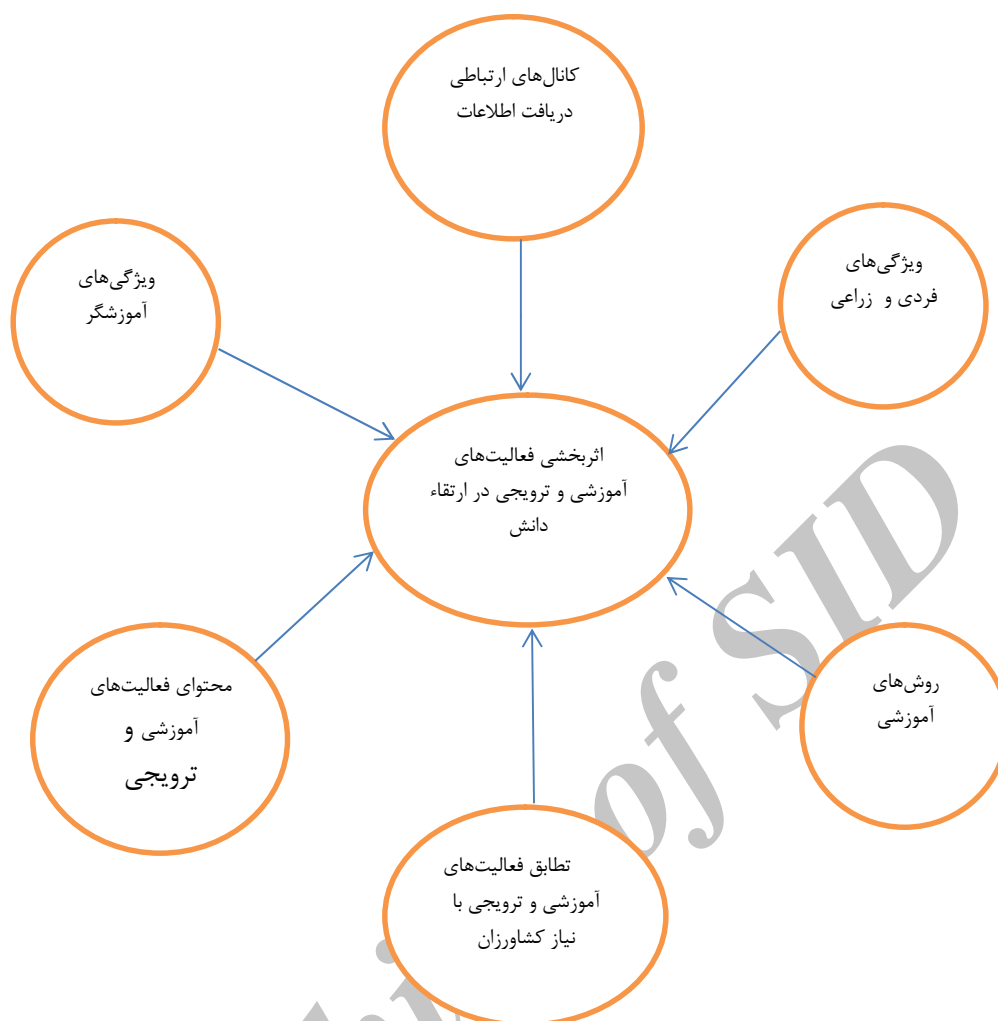 کانال‌های ارتباطی
دریافت اطلاعات
ویژگی‌های
فردی و زراعی
ویژگی‌های
آموزشگر
اثربخشی فعالیت‌های
آموزشی و ترویجی در ارتقاء
دانش
روش‌های
آموزشی
محتوای فعالیت‌های
آموزشی و
ترویجی
تطابق فعالیت‌های
آموزشی و ترویجی با
نیاز کشاورزان
of SID